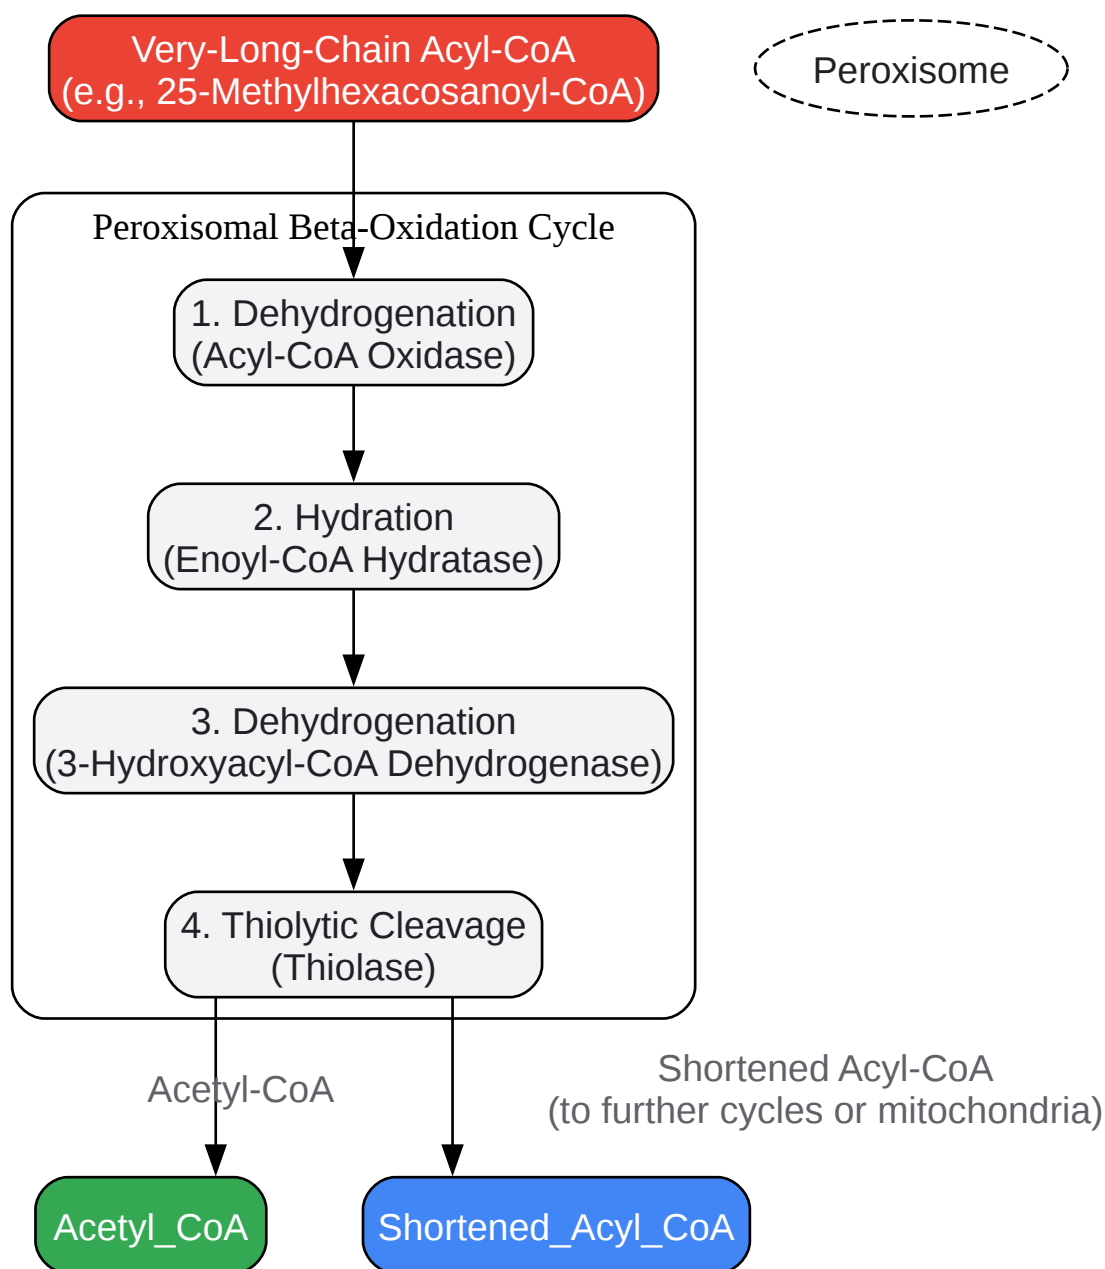 Very-Long-Chain Acyl-CoA
(e.g., 25-Methylhexacosanoyl-CoA)
Peroxisome
Peroxisomal Beta-Oxidation Cycle
1. Dehydrogenation
(Acyl-CoA Oxidase)
2. Hydration
(Enoyl-CoA Hydratase)
3. Dehydrogenation
(3-Hydroxyacyl-CoA Dehydrogenase)
4. Thiolytic Cleavage
(Thiolase)
Acetyl-CoA
Shortened Acyl-CoA
(to further cycles or mitochondria)
Acetyl_CoA
Shortened_Acyl_CoA